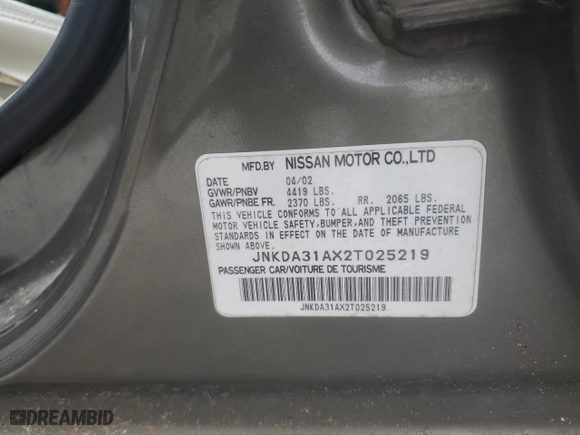 MFD.BY NISSAN MOTOR CO.,LTD
DATE 04/02
GVWR/PNBV 4419 LBS.
GAWR/PNBE FR. 2370 LBS. RR. 2065 LBS.
THIS VEHICLE CONFORMS TO ALL APPLICABLE FEDERAL
MOTOR VEHICLE SAFETY,BUMPER,AND THEFT PREVENTION
STANDARDS IN EFFECT ON THE DATE OF MANUFACTURE
SHOWN ABOVE.
JNKDA31AX2T025219
PASSENGER CAR/VOITURE DE TOURISME
JNKDA31AX2T025219
DREAMBID